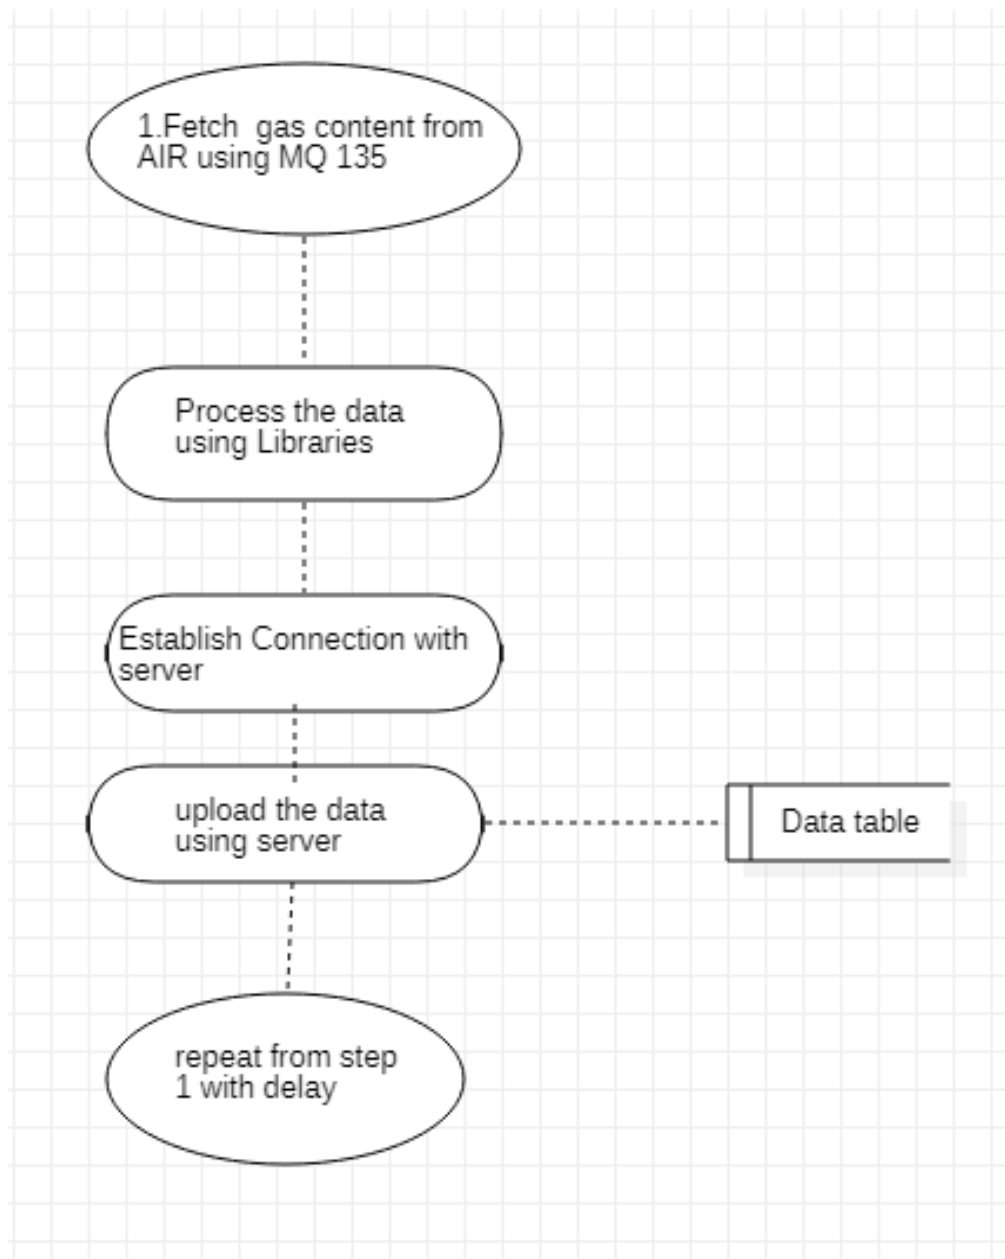 1.Fetch  gas content from
AIR using MQ 135
Process the data
using Libraries
Establish Connection with
server
upload the data
using server
Data table
repeat from step
1 with delay